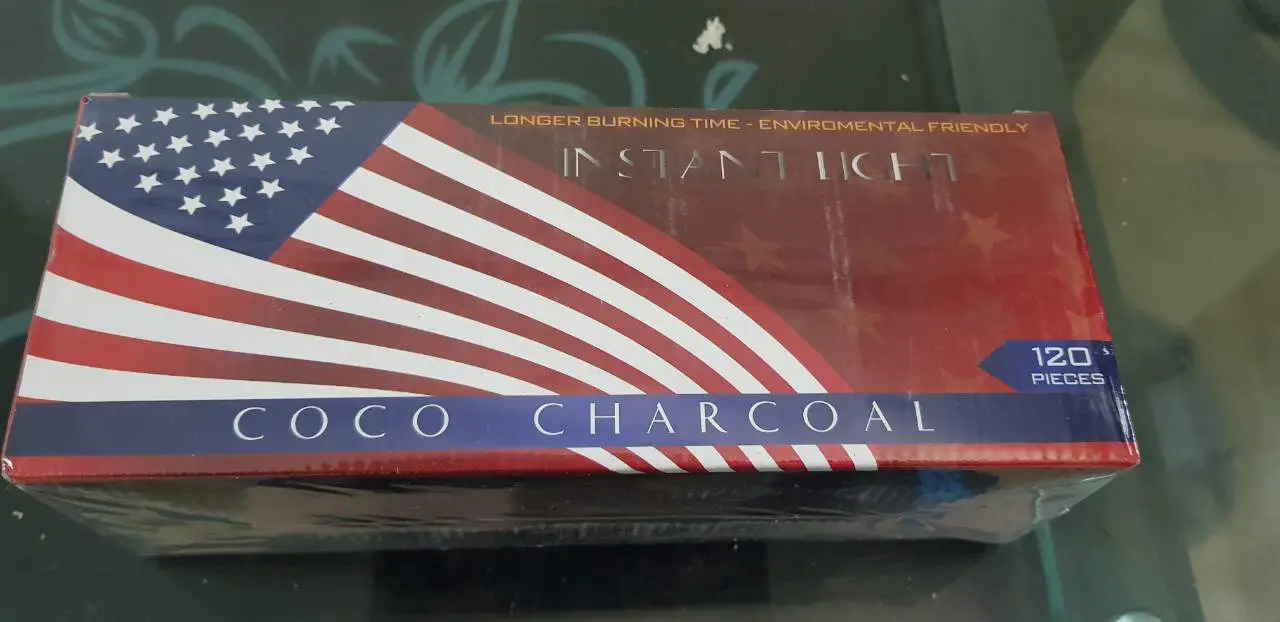 LONGER BURNING TIME - ENVIROMENTAL FRIENDLY
INSTANT LIGHT
120
PIECES
COCO CHARCOAL